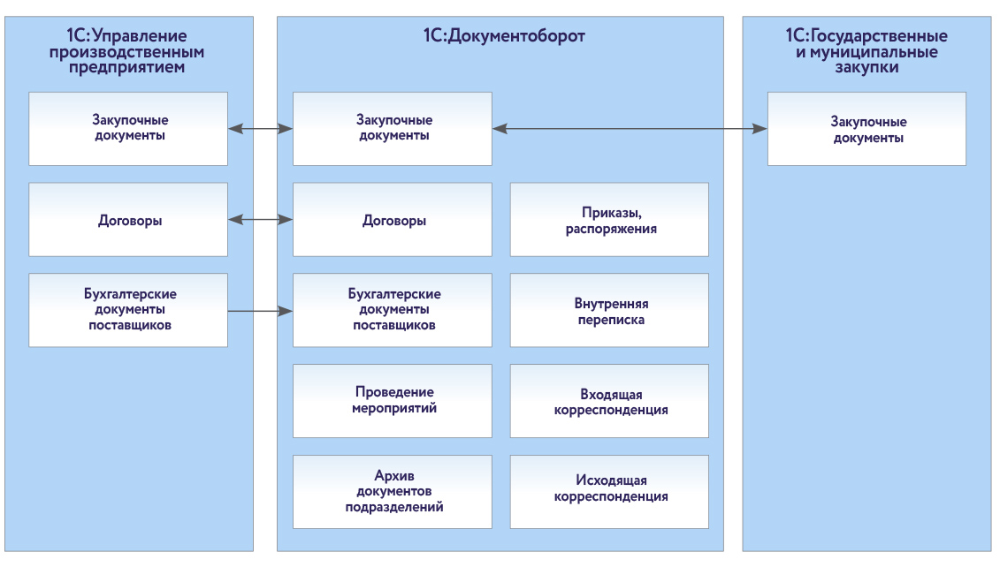 1С:Управление
производственным
предприятием
Закупочные
документы
Договоры
Бухгалтерские
документы
поставщиков
1С:Документоборот
Закупочные
документы
Договоры
Приказы,
распоряжения
Бухгалтерские
документы
поставщиков
Внутренняя
переписка
Проведение
мероприятий
Входящая
корреспонденция
Архив
документов
подразделений
Исходящая
корреспонденция
1С:Государственные
и муниципальные
закупки
Закупочные
документы